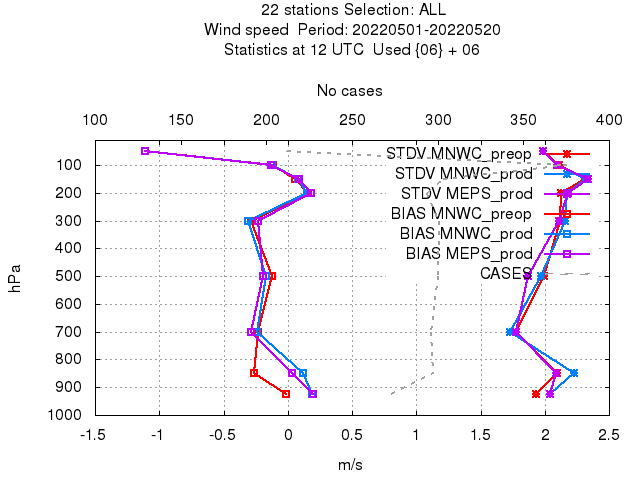 22 stations Selection: ALL
Wind speed  Period: 20220501-20220520
Statistics at 12 UTC  Used {06} + 06
No cases
100 150 200 250 300 350 400
STDV MNWC_preop
STDV MNWC_prod
STDV MEPS_prod
BIAS MNWC_preop
BIAS MNWC_prod
BIAS MEPS_prod
CASES
hPa
100
200
300
400
500
600
700
800
900
1000
-1.5 -1 -0.5 0 0.5 1 1.5 2 2.5
m/s